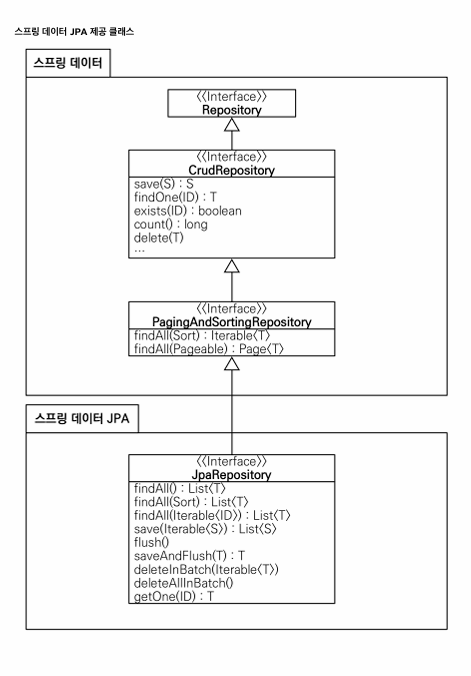 스프링 데이터 JPA 제공 클래스
스프링 데이터
〈〈Interface〉〉
Repository
〈〈Interface〉〉
CrudRepository
save(S) : S
findOne(ID) : T
exists(ID) : boolean
count() : long
delete(T)
...
〈〈Interface〉〉
PagingAndSortingRepository
findAll(Sort) : Iterable〈T〉
findAll(Pageable) : Page〈T〉
스프링 데이터 JPA
〈〈Interface〉〉
JpaRepository
findAll() : List〈T〉
findAll(Sort) : List〈T〉
findAll(Iterable〈ID〉) : List〈T〉
save(Iterable〈S〉) : List〈S〉
flush()
saveAndFlush(T) : T
deleteInBatch(Iterable〈T〉)
deleteAllInBatch()
getOne(ID) : T